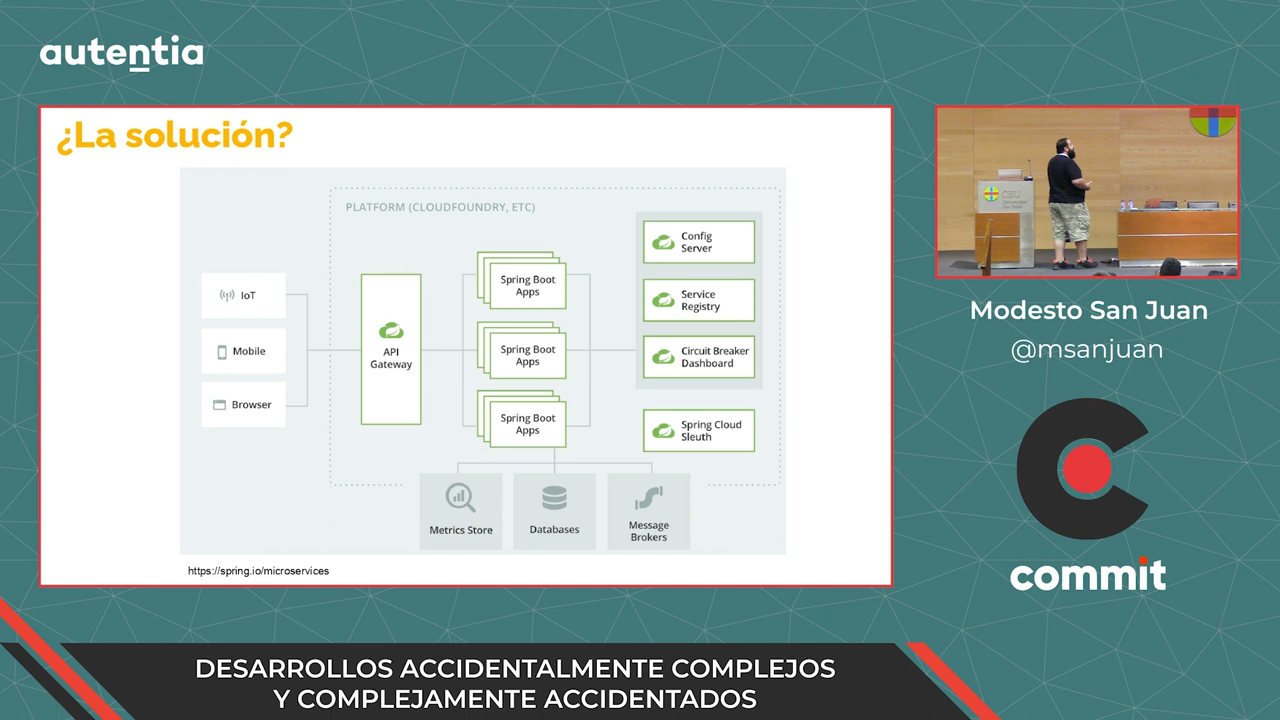 autentia
¿La solución?
PLATFORM (CLOUDFOUNDRY, ETC)
IoT
Mobile
Browser
API
Gateway
Spring Boot
Apps
Spring Boot
Apps
Spring Boot
Apps
Config
Server
Service
Registry
Circuit Breaker
Dashboard
Spring Cloud
Sleuth
Metrics Store
Databases
Message
Brokers
https://spring.io/microservices
CEU
Modesto San Juan
@msanjuan
commit
DESARROLLOS ACCIDENTALMENTE COMPLEJOS
Y COMPLEJAMENTE ACCIDENTADOS